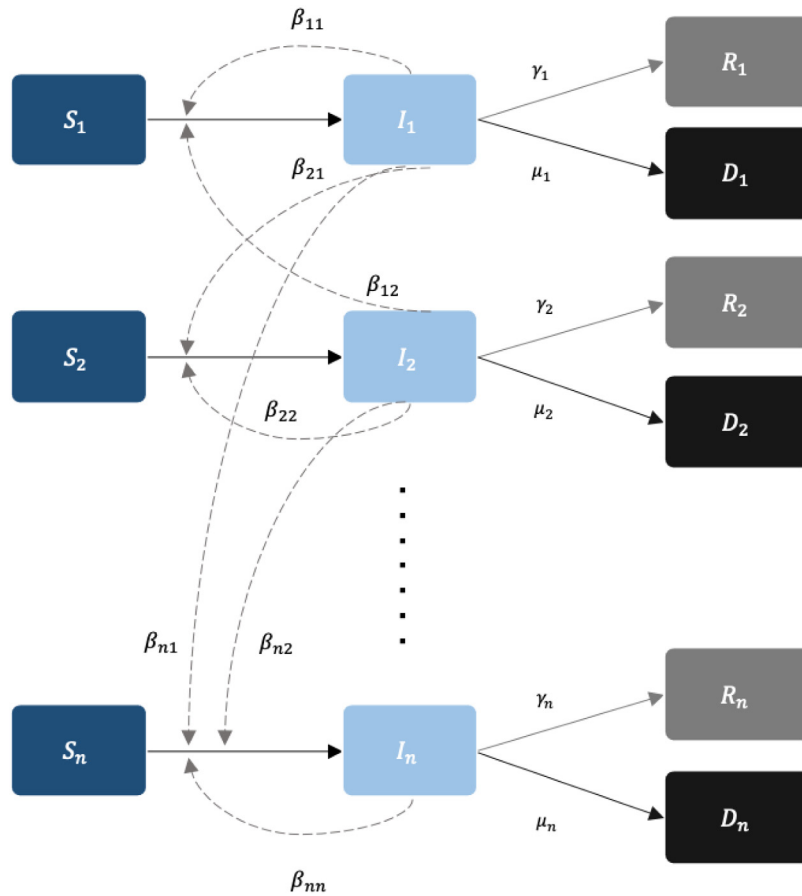 β₁₁
S₁
I₁
γ₁
R₁
μ₁
D₁
β₂₁
β₁₂
S₂
I₂
γ₂
R₂
μ₂
D₂
β₂₂
βₙ₁
βₙ₂
Sₙ
Iₙ
γₙ
Rₙ
μₙ
Dₙ
βₙₙ